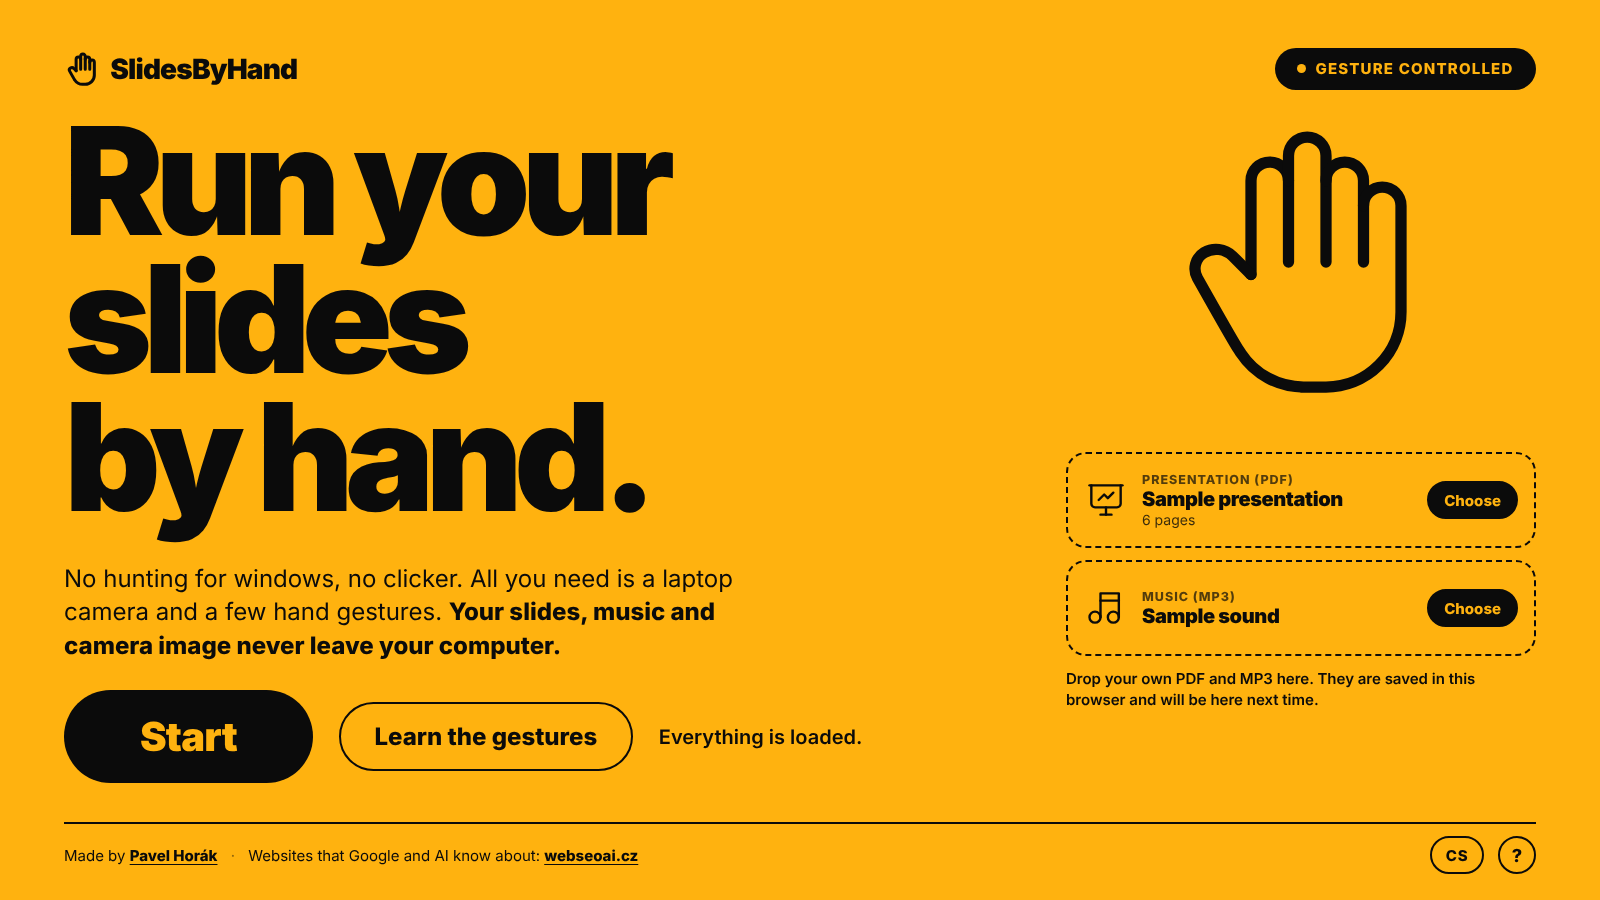 SlidesByHand
GESTURE CONTROLLED
Run your
slides
by hand.
No hunting for windows, no clicker. All you need is a laptop
camera and a few hand gestures. Your slides, music and
camera image never leave your computer.
Start
Learn the gestures
Everything is loaded.
PRESENTATION (PDF)
Sample presentation
6 pages
Choose
MUSIC (MP3)
Sample sound
Choose
Drop your own PDF and MP3 here. They are saved in this
browser and will be here next time.
Made by Pavel Horák · Websites that Google and AI know about: webseoai.cz
CS
?